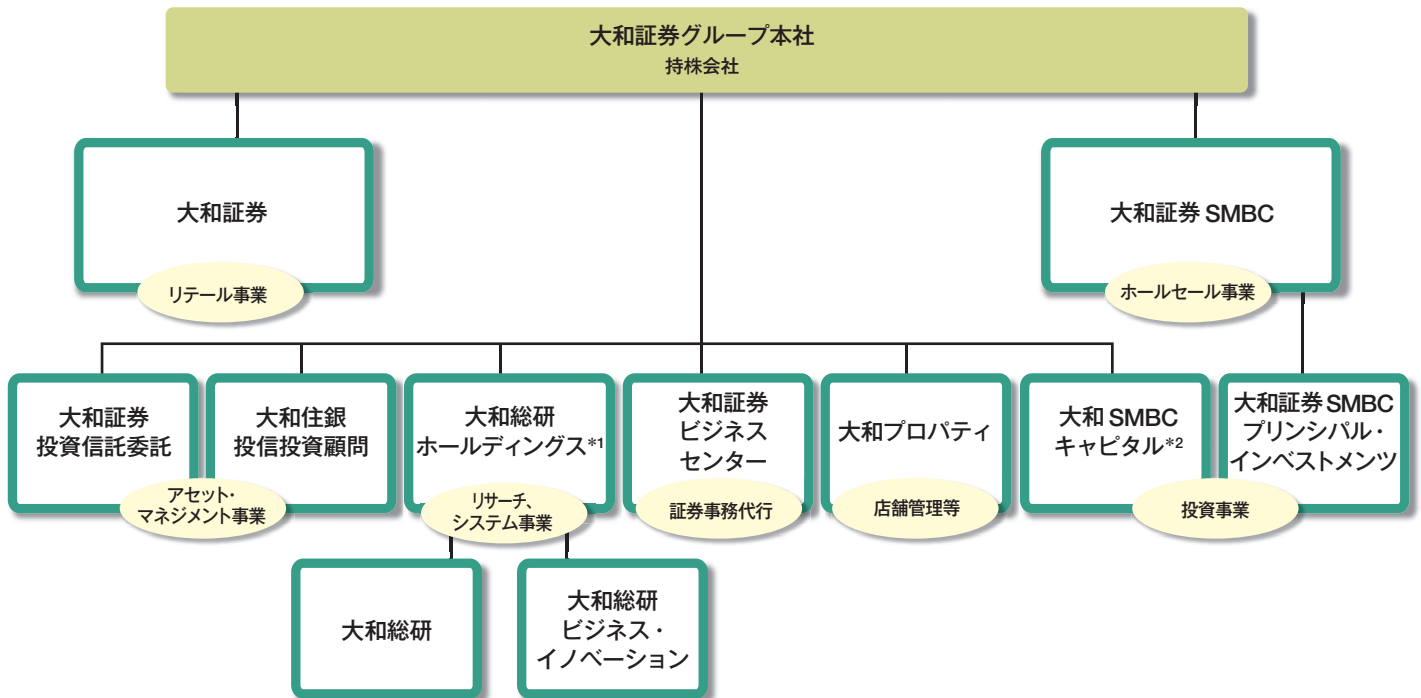 大和証券グループ本社
持株会社
大和証券
リテール事業
大和証券 SMBC
ホールセール事業
大和証券
投資信託委託
大和住銀
投信投資顧問
アセット・
マネジメント事業
大和総研
ホールディングス*1
リサーチ、
システム事業
大和証券
ビジネス
センター
証券事務代行
大和プロパティ
店舗管理等
大和 SMBC
キャピタル*2
大和証券 SMBC
プリンシパル・
インベストメンツ
投資事業
大和総研
大和総研
ビジネス・
イノベーション